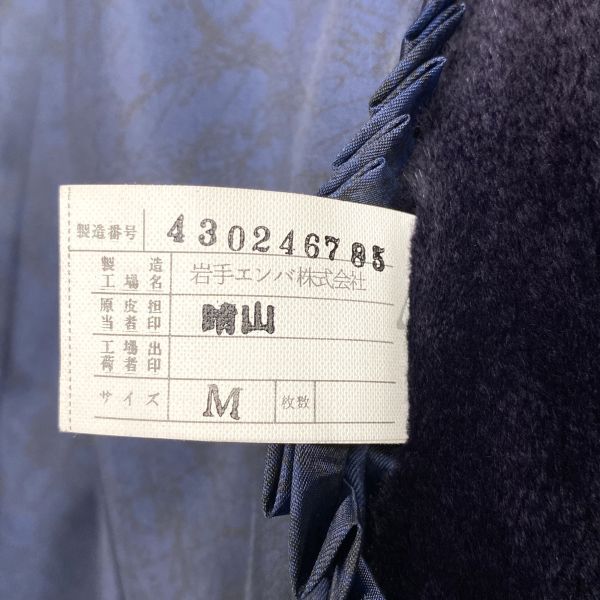 製造番号 430246785
製造
工場名 岩手エンバ株式会社
原皮担
当者印 晴山
工場出
荷者印
サイズ M 枚数